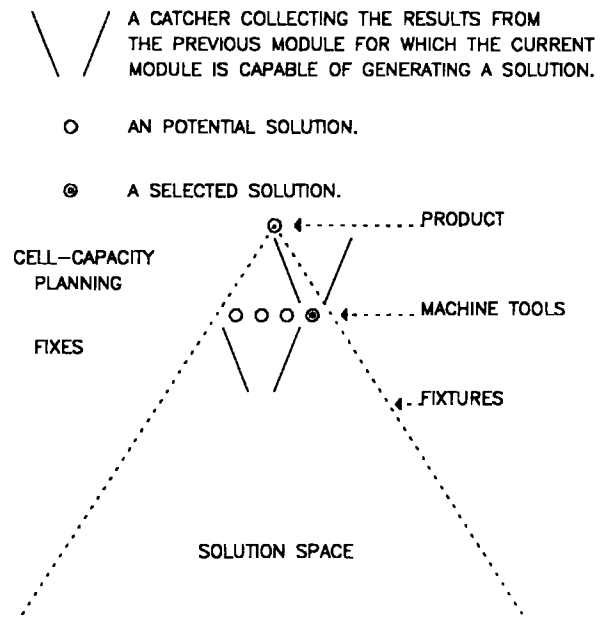 A CATCHER COLLECTING THE RESULTS FROM
THE PREVIOUS MODULE FOR WHICH THE CURRENT
MODULE IS CAPABLE OF GENERATING A SOLUTION.
AN POTENTIAL SOLUTION.
A SELECTED SOLUTION.
PRODUCT
CELL-CAPACITY
PLANNING
MACHINE TOOLS
FIXES
FIXTURES
SOLUTION SPACE